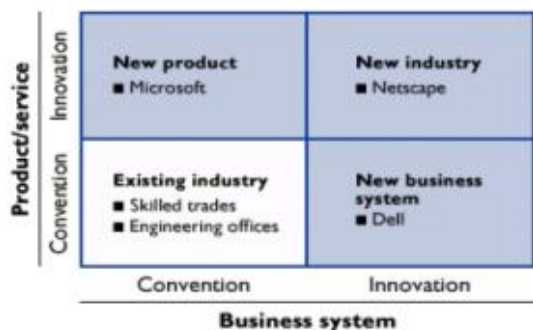 Product/service
Innovation
Convention
New product
■ Microsoft
New industry
■ Netscape
Existing industry
■ Skilled trades
■ Engineering offices
New business
system
■ Dell
Convention
Innovation
Business system